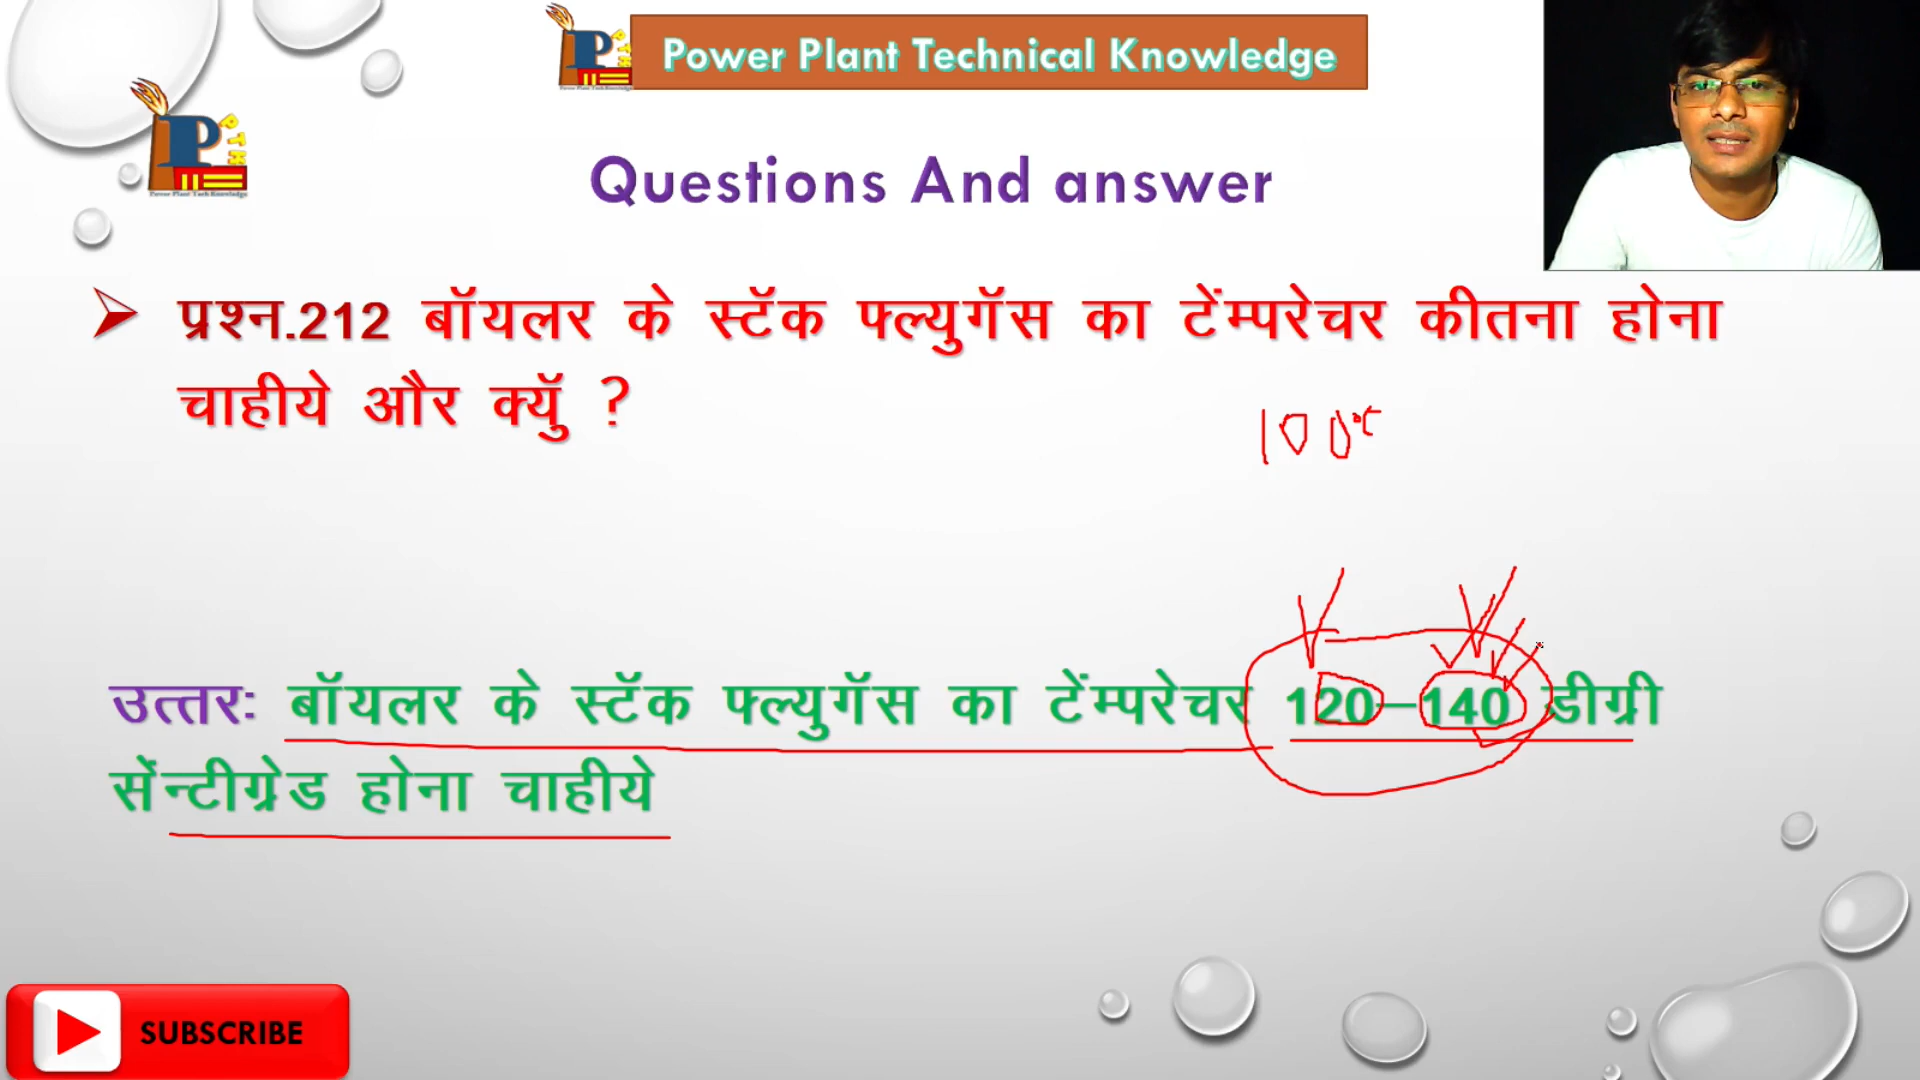 Power Plant Technical Knowledge
Questions And answer
प्रश्न.212 बॉयलर के स्टॅक फ्ल्युगॅस का टेंम्परेचर कीतना होना
चाहीये और क्युॅ ?
100°C
उत्तर: बॉयलर के स्टॅक फ्ल्युगॅस का टेंम्परेचर 120-140 डीग्री
सेंन्टीग्रेड होना चाहीये
SUBSCRIBE